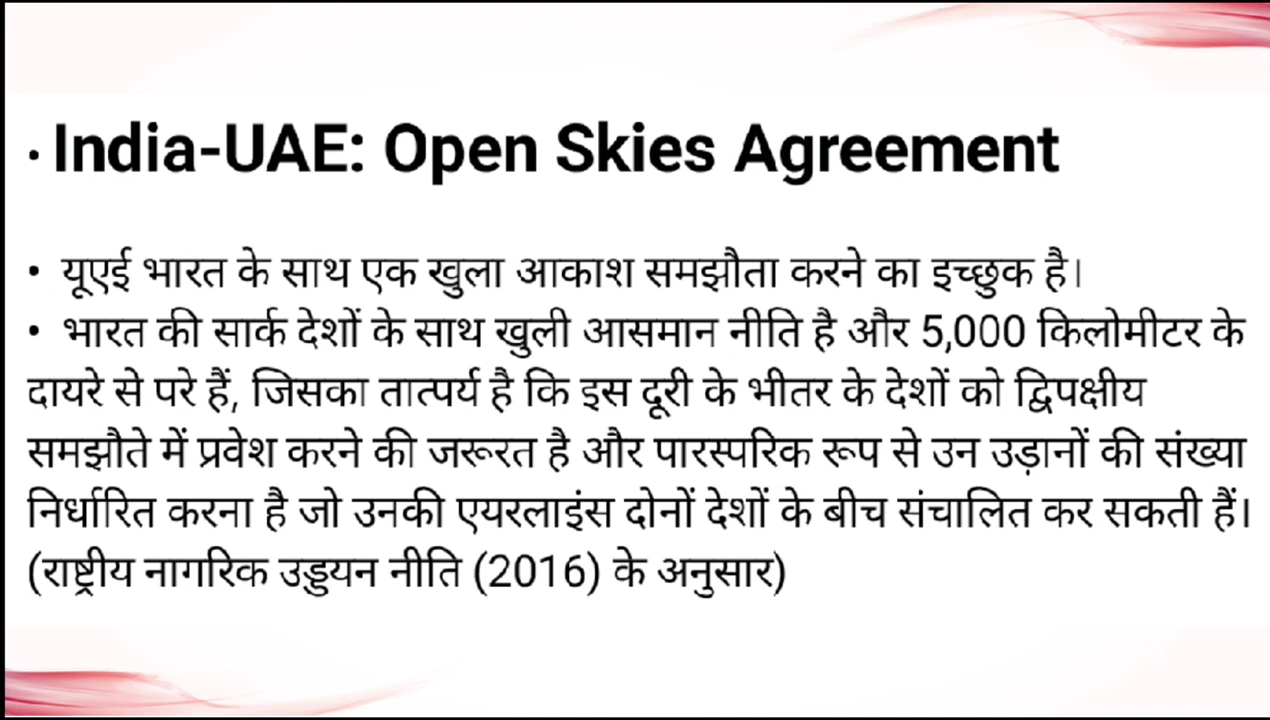 • India-UAE: Open Skies Agreement
• यूएई भारत के साथ एक खुला आकाश समझौता करने का इच्छुक है।
• भारत की सार्क देशों के साथ खुली आसमान नीति है और 5,000 किलोमीटर के
दायरे से परे हैं, जिसका तात्पर्य है कि इस दूरी के भीतर के देशों को द्विपक्षीय
समझौते में प्रवेश करने की जरूरत है और पारस्परिक रूप से उन उड़ानों की संख्या
निर्धारित करना है जो उनकी एयरलाइंस दोनों देशों के बीच संचालित कर सकती हैं।
(राष्ट्रीय नागरिक उड्डयन नीति (2016) के अनुसार)